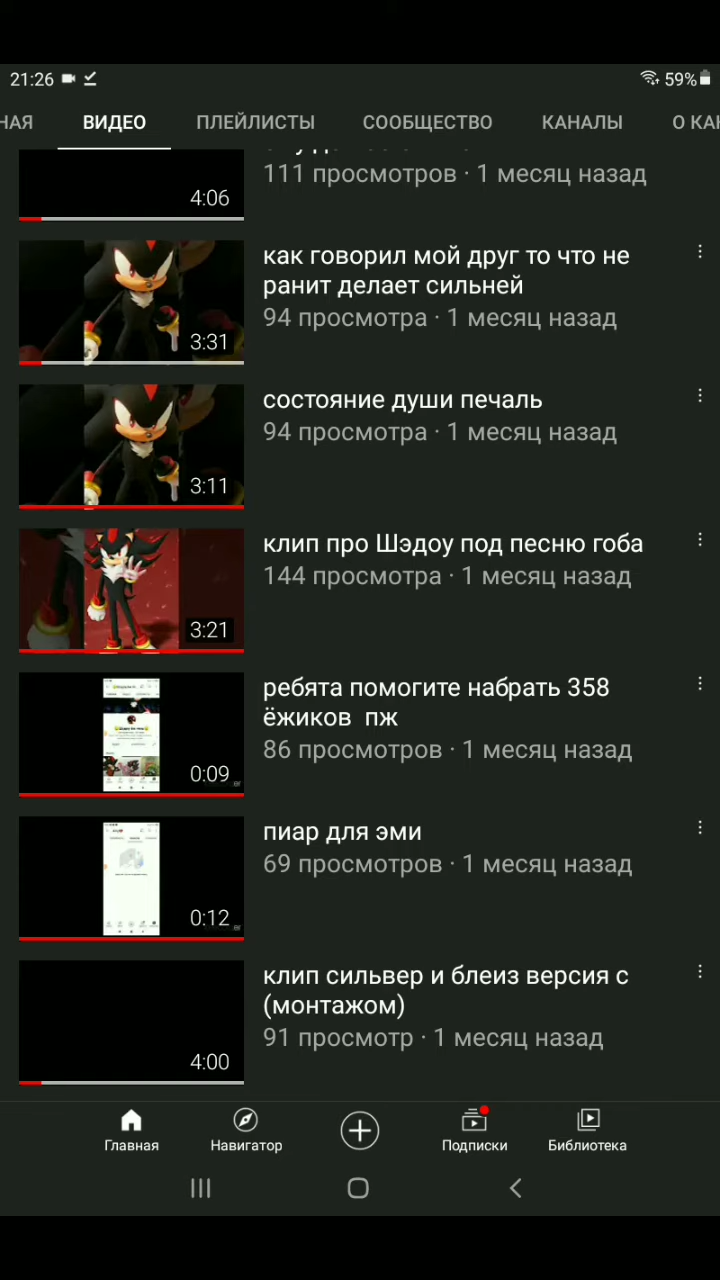 21:26
59%
НАЯ
ВИДЕО
ПЛЕЙЛИСТЫ
СООБЩЕСТВО
КАНАЛЫ
О КАН
111 просмотров · 1 месяц назад
4:06
как говорил мой друг то что не
ранит делает сильней
94 просмотра · 1 месяц назад
3:31
состояние души печаль
94 просмотра · 1 месяц назад
3:11
клип про Шэдоу под песню гоба
144 просмотра · 1 месяц назад
3:21
ребята помогите набрать 358
ёжиков пж
86 просмотров · 1 месяц назад
0:09
пиар для эми
69 просмотров · 1 месяц назад
0:12
клип сильвер и блеиз версия с
(монтажом)
91 просмотр · 1 месяц назад
4:00
Главная
Навигатор
Подписки
Библиотека